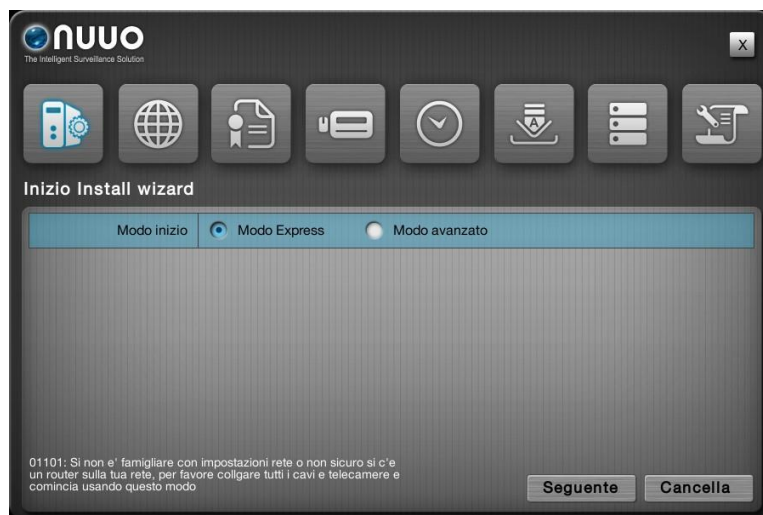 nuuo
The Intelligent Surveillance Solution
X
A
Inizio Install wizard
Modo inizio Modo Express Modo avanzato
01101: Si non e' famigliare con impostazioni rete o non sicuro si c'e
un router sulla tua rete, per favore collgare tutti i cavi e telecamere e
comincia usando questo modo
Seguente Cancella